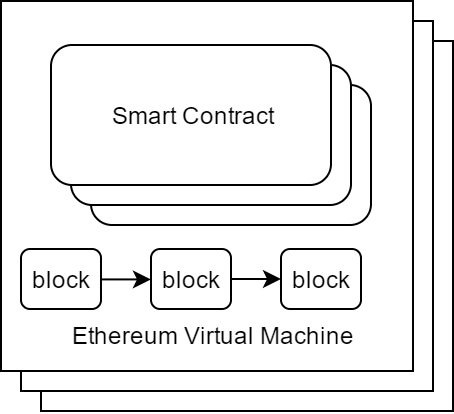 Smart Contract
block
block
block
Ethereum Virtual Machine